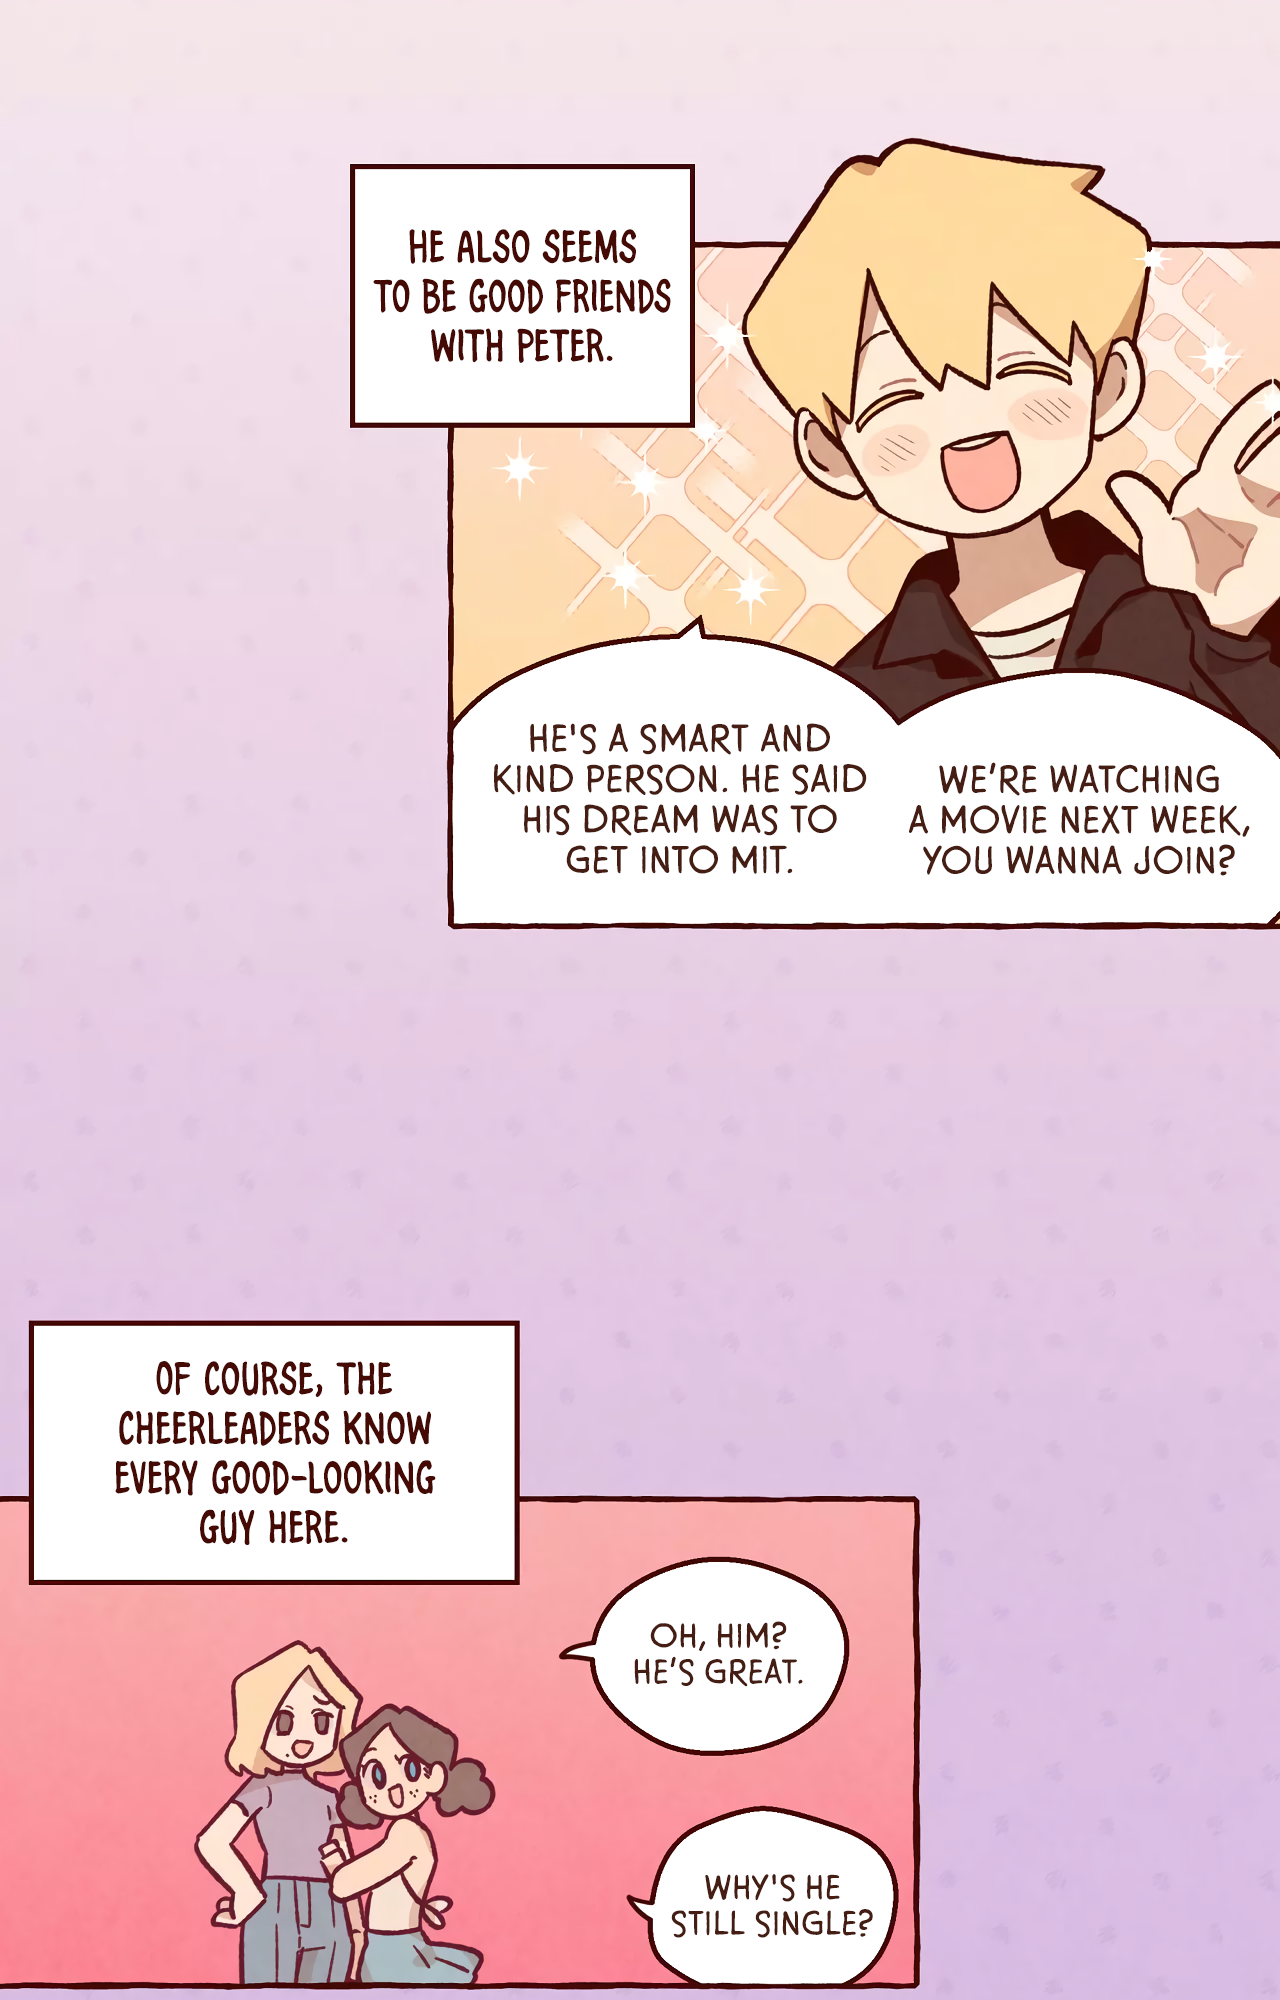 HE ALSO SEEMS
TO BE GOOD FRIENDS
WITH PETER.
HE'S A SMART AND
KIND PERSON. HE SAID
HIS DREAM WAS TO
GET INTO MIT.
WE'RE WATCHING
A MOVIE NEXT WEEK,
YOU WANNA JOIN?
OF COURSE, THE
CHEERLEADERS KNOW
EVERY GOOD-LOOKING
GUY HERE.
OH, HIM?
HE'S GREAT.
WHY'S HE
STILL SINGLE?